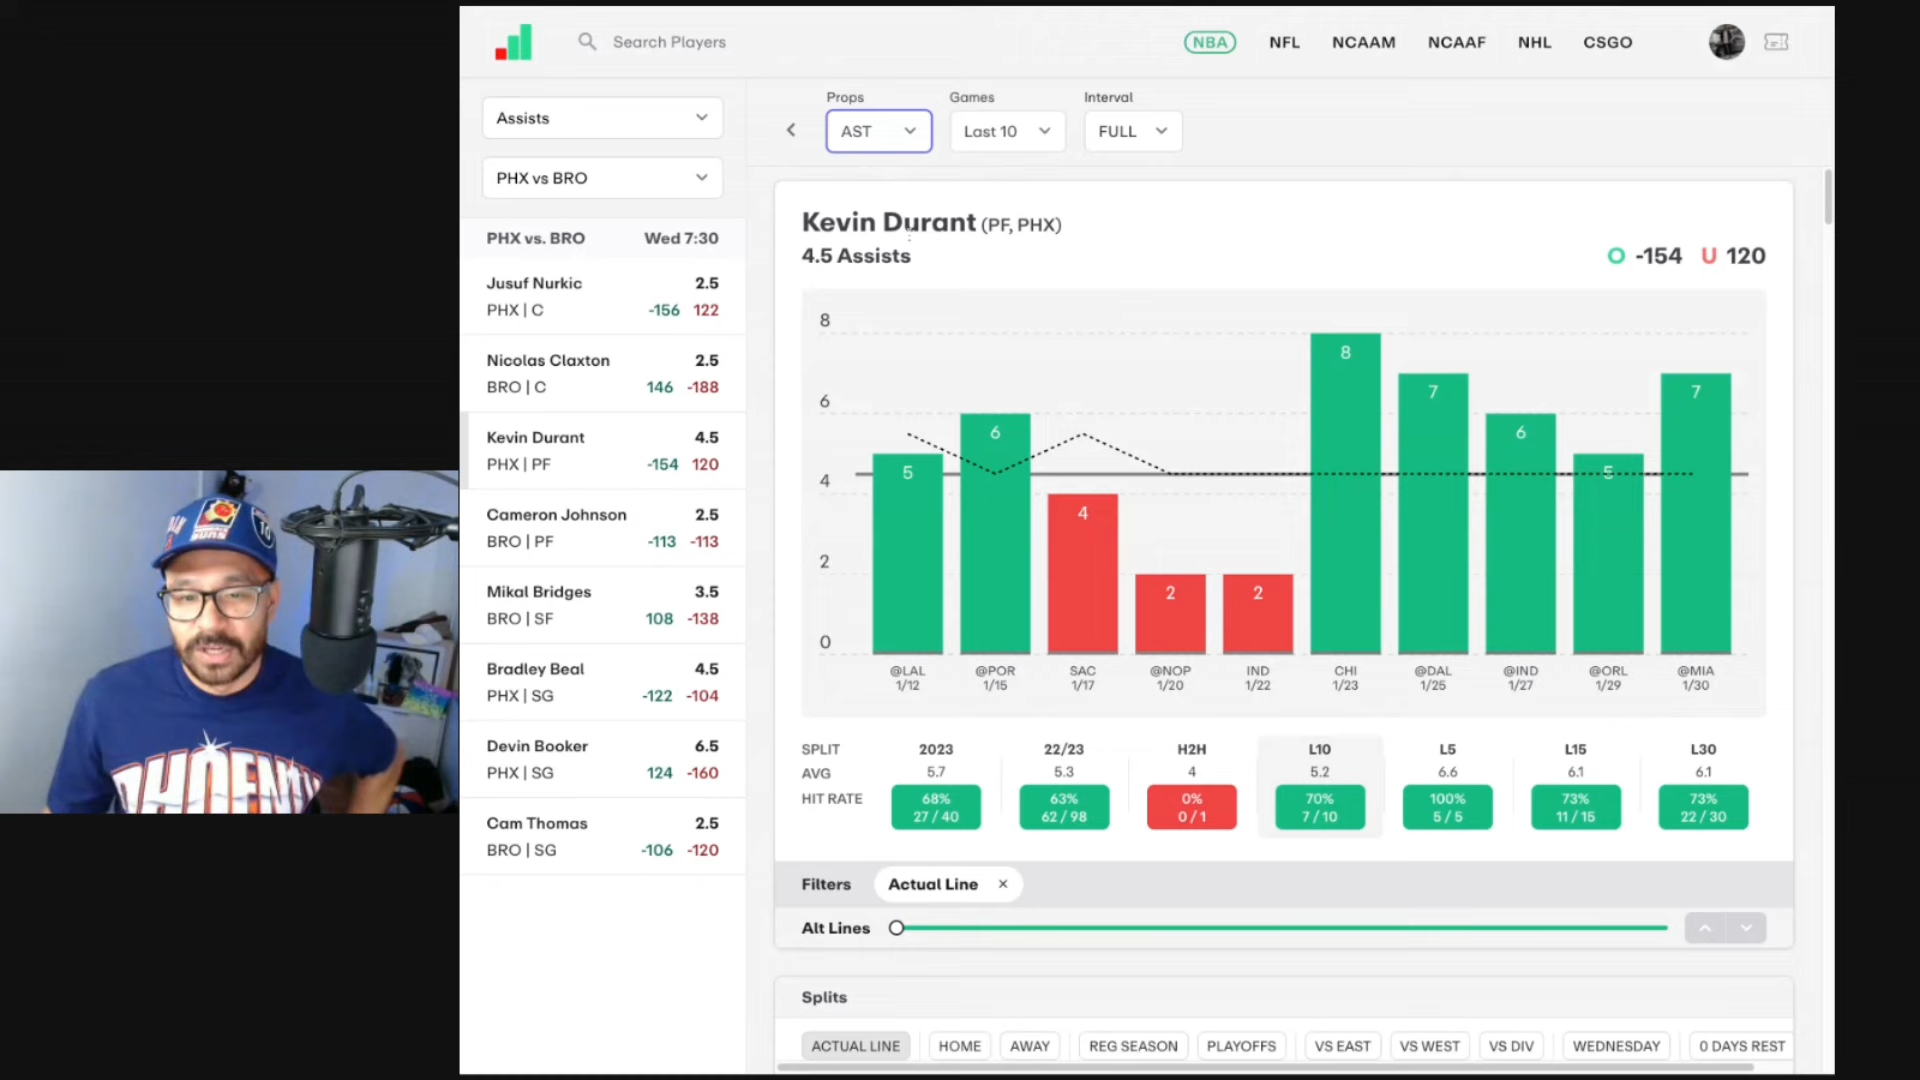 Search Players
NBA
NFL
NCAAM
NCAAF
NHL
CSGO
Assists
PHX vs BRO
PHX vs. BRO Wed 7:30
Jusuf Nurkic 2.5
PHX | C -156 122
Nicolas Claxton 2.5
BRO | C 146 -188
Kevin Durant 4.5
PHX | PF -154 120
Cameron Johnson 2.5
BRO | PF -113 -113
Mikal Bridges 3.5
BRO | SF 108 -138
Bradley Beal 4.5
PHX | SG -122 -104
Devin Booker 6.5
PHX | SG 124 -160
Cam Thomas 2.5
BRO | SG -106 -120
Props Games Interval
AST Last 10 FULL
Kevin Durant (PF, PHX)
4.5 Assists O -154 U 120
8
6
4
2
0
5 6 4 2 2 8 7 6 5 7
@LAL @POR SAC @NOP IND CHI @DAL @IND @ORL @MIA
1/12 1/15 1/17 1/20 1/22 1/23 1/25 1/27 1/29 1/30
SPLIT 2023 22/23 H2H L10 L5 L15 L30
AVG 5.7 5.3 4 5.2 6.6 6.1 6.1
HIT RATE 68% 63% 0% 70% 100% 73% 73%
27 / 40 62 / 98 0 / 1 7 / 10 5 / 5 11 / 15 22 / 30
Filters Actual Line ×
Alt Lines
Splits
ACTUAL LINE HOME AWAY REG SEASON PLAYOFFS VS EAST VS WEST VS DIV WEDNESDAY 0 DAYS REST
PHOENIX
SUNS